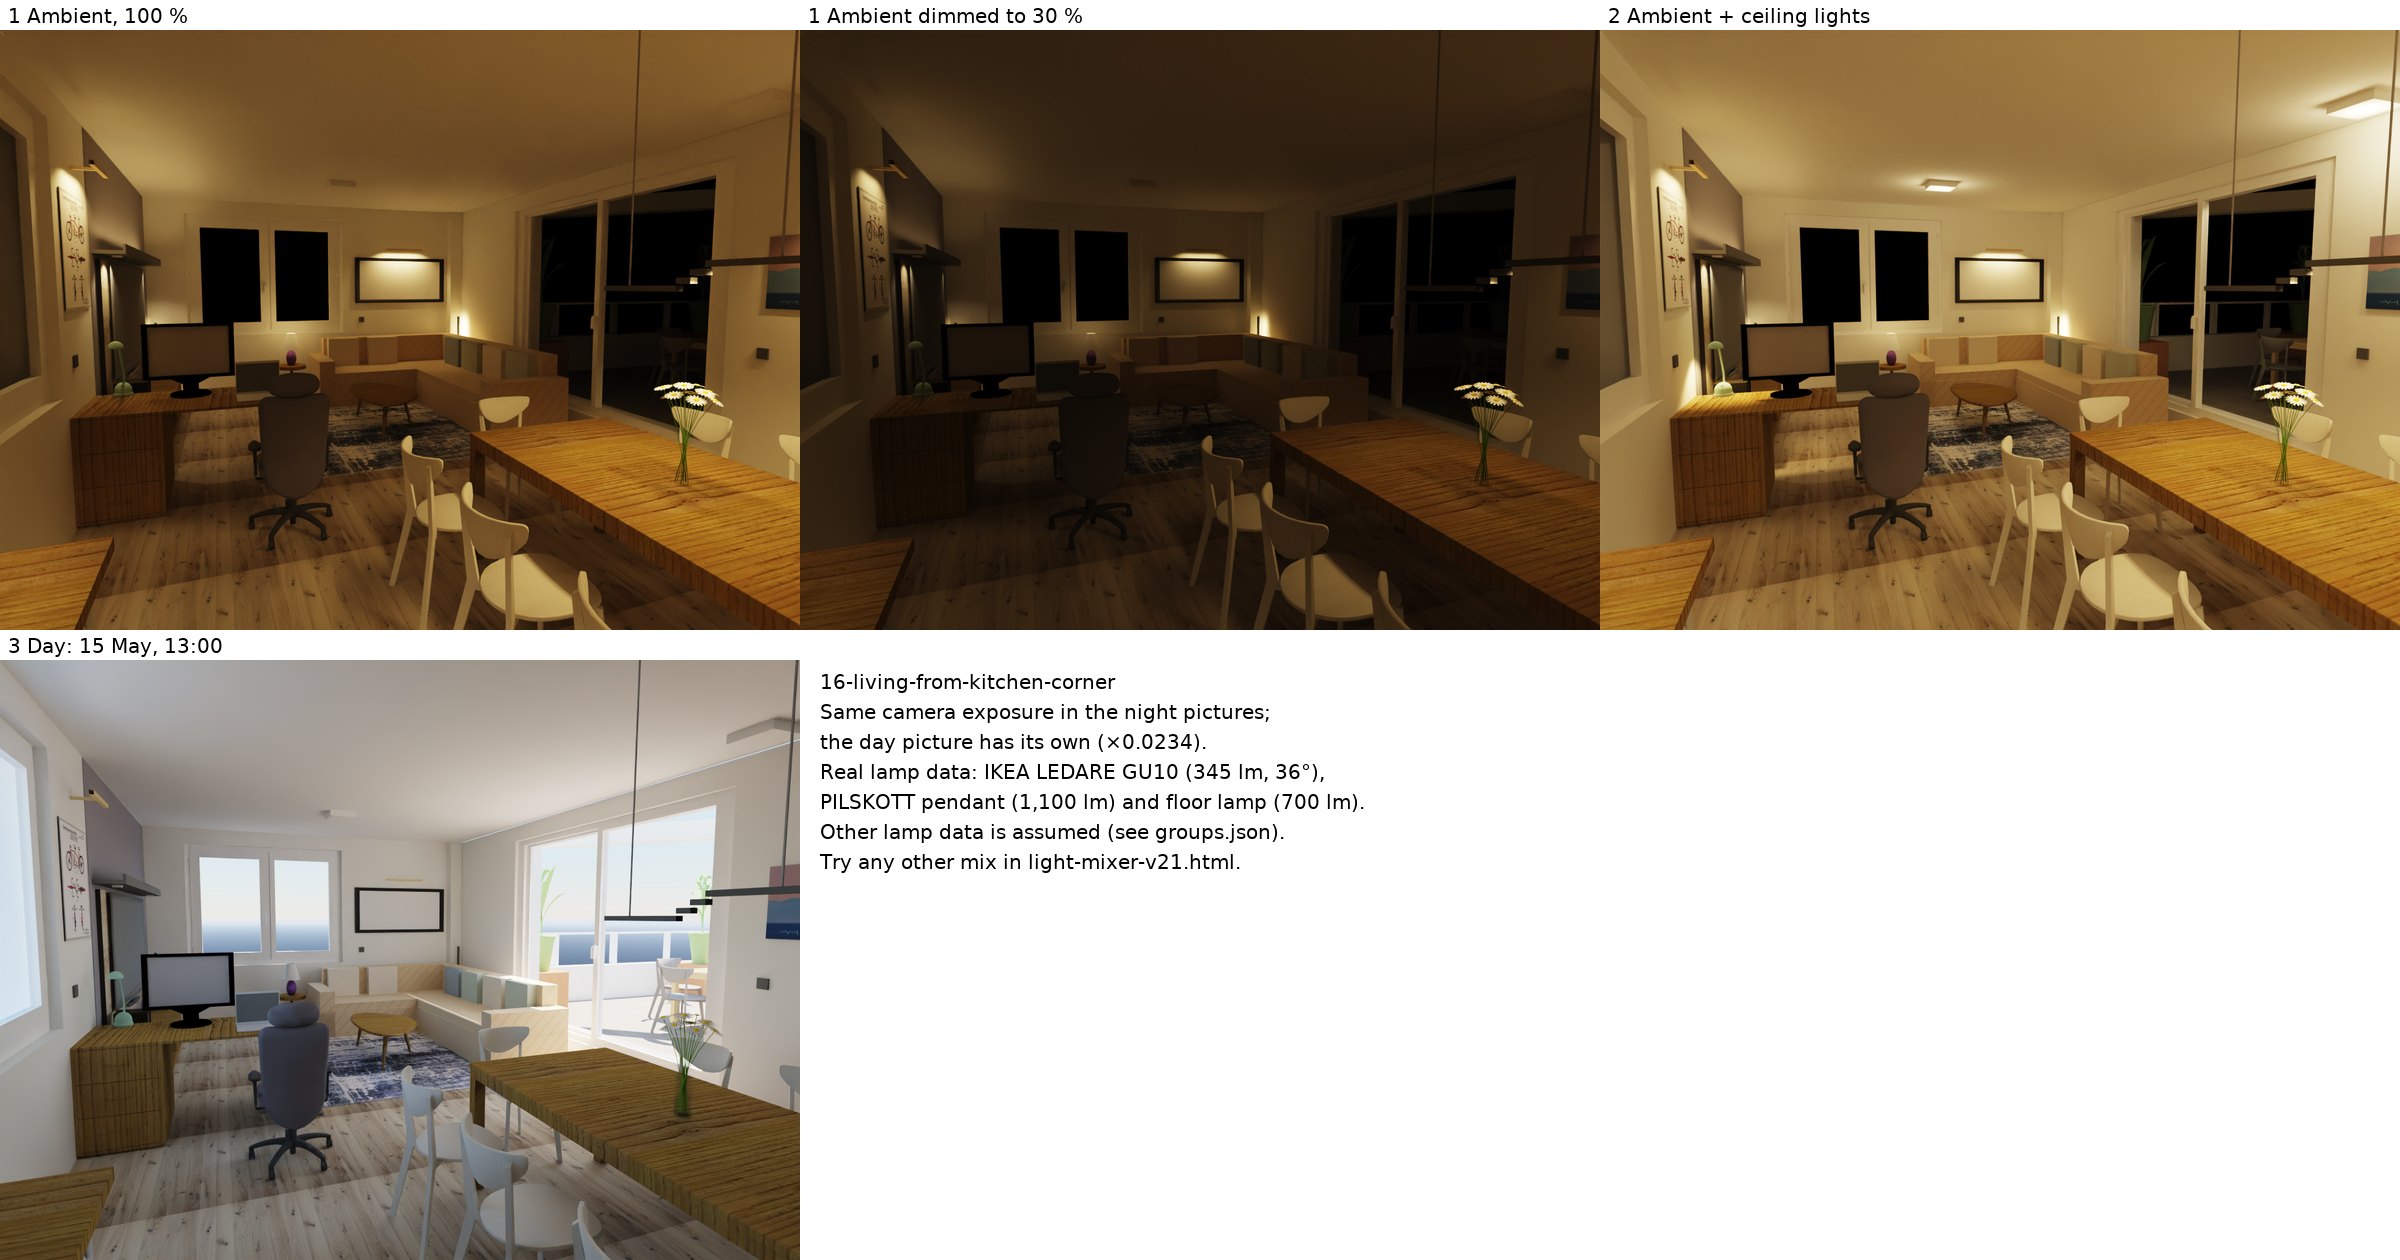 1 Ambient, 100 %
1 Ambient dimmed to 30 %
2 Ambient + ceiling lights
3 Day: 15 May, 13:00
16-living-from-kitchen-corner
Same camera exposure in the night pictures;
the day picture has its own (×0.0234).
Real lamp data: IKEA LEDARE GU10 (345 lm, 36°),
PILSKOTT pendant (1,100 lm) and floor lamp (700 lm).
Other lamp data is assumed (see groups.json).
Try any other mix in light-mixer-v21.html.